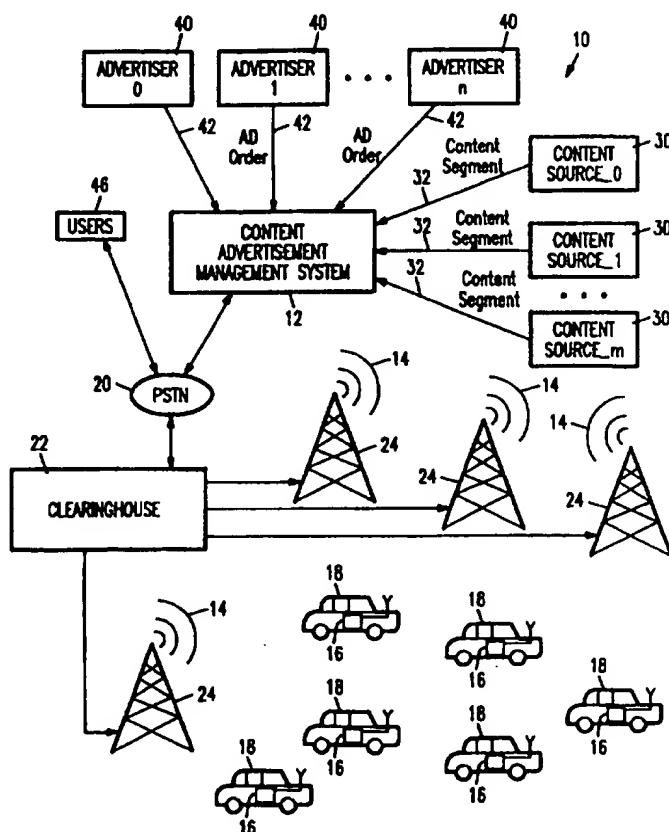 40 40 40
10
ADVERTISER 0
ADVERTISER 1
• • •
ADVERTISER n
42 42 42
AD Order
AD Order
30
CONTENT SOURCE_0
Content Segment
32
46
USERS
CONTENT ADVERTISEMENT MANAGEMENT SYSTEM
12
30
CONTENT SOURCE_1
Content Segment
32
• • •
30
CONTENT SOURCE_m
Content Segment
32
20
PSTN
14 14 14
24 24 24
22
CLEARINGHOUSE
14
24
18
16
18
16
18
16
18
16
18
16
18
16